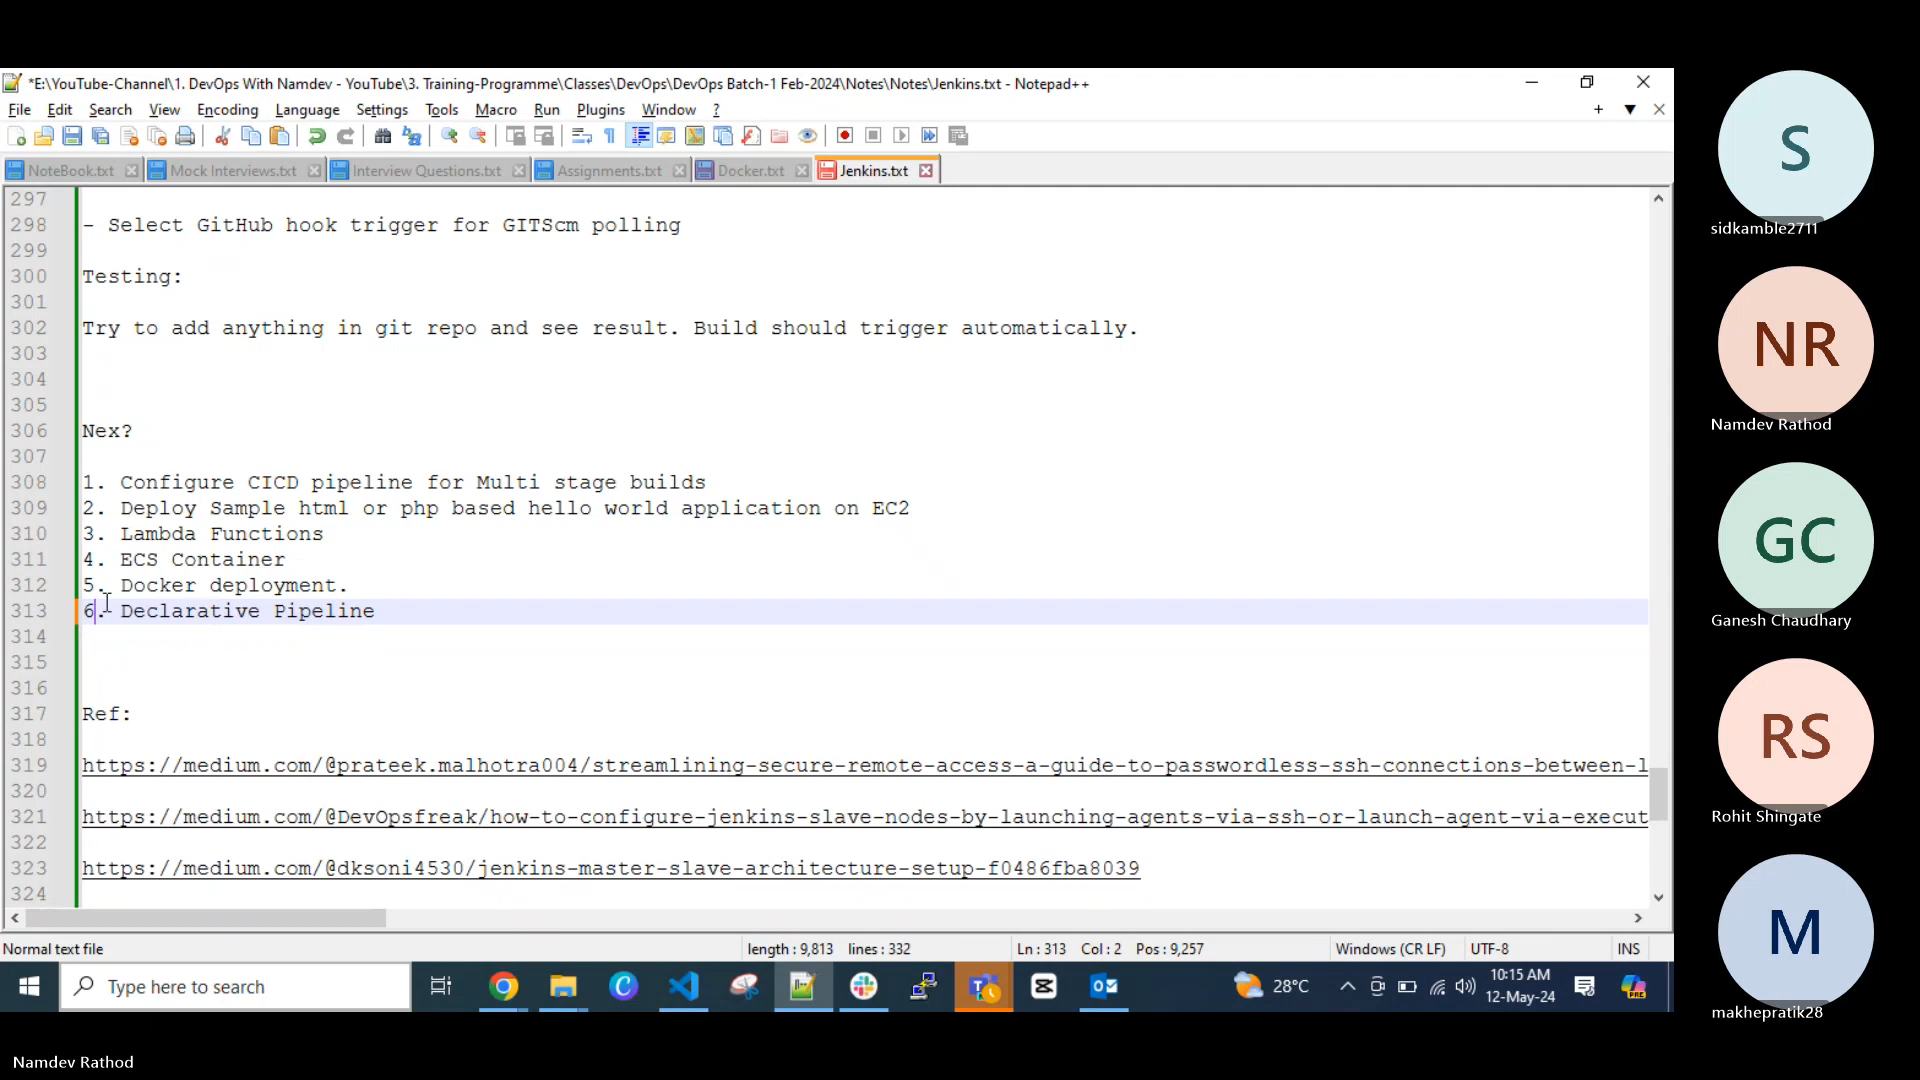 *E:\YouTube-Channel\1. DevOps With Namdev - YouTube\3. Training-Programme\Classes\DevOps\DevOps Batch-1 Feb-2024\Notes\Notes\Jenkins.txt - Notepad++
File Edit Search View Encoding Language Settings Tools Macro Run Plugins Window ?
NoteBook.txt Mock Interviews.txt Interview Questions.txt Assignments.txt Docker.txt Jenkins.txt
297
298 - Select GitHub hook trigger for GITScm polling
299
300 Testing:
301
302 Try to add anything in git repo and see result. Build should trigger automatically.
303
304
305
306 Nex?
307
308 1. Configure CICD pipeline for Multi stage builds
309 2. Deploy Sample html or php based hello world application on EC2
310 3. Lambda Functions
311 4. ECS Container
312 5. Docker deployment.
313 6. Declarative Pipeline
314
315
316
317 Ref:
318
319 https://medium.com/@prateek.malhotra004/streamlining-secure-remote-access-a-guide-to-passwordless-ssh-connections-between-l
320
321 https://medium.com/@DevOpsfreak/how-to-configure-jenkins-slave-nodes-by-launching-agents-via-ssh-or-launch-agent-via-execut
322
323 https://medium.com/@dksoni4530/jenkins-master-slave-architecture-setup-f0486fba8039
324
Normal text file length : 9,813 lines : 332 Ln : 313 Col : 2 Pos : 9,257 Windows (CR LF) UTF-8 INS
Type here to search
28°C
10:15 AM
12-May-24
S
sidkamble2711
NR
Namdev Rathod
GC
Ganesh Chaudhary
RS
Rohit Shingate
M
makhepratik28
Namdev Rathod